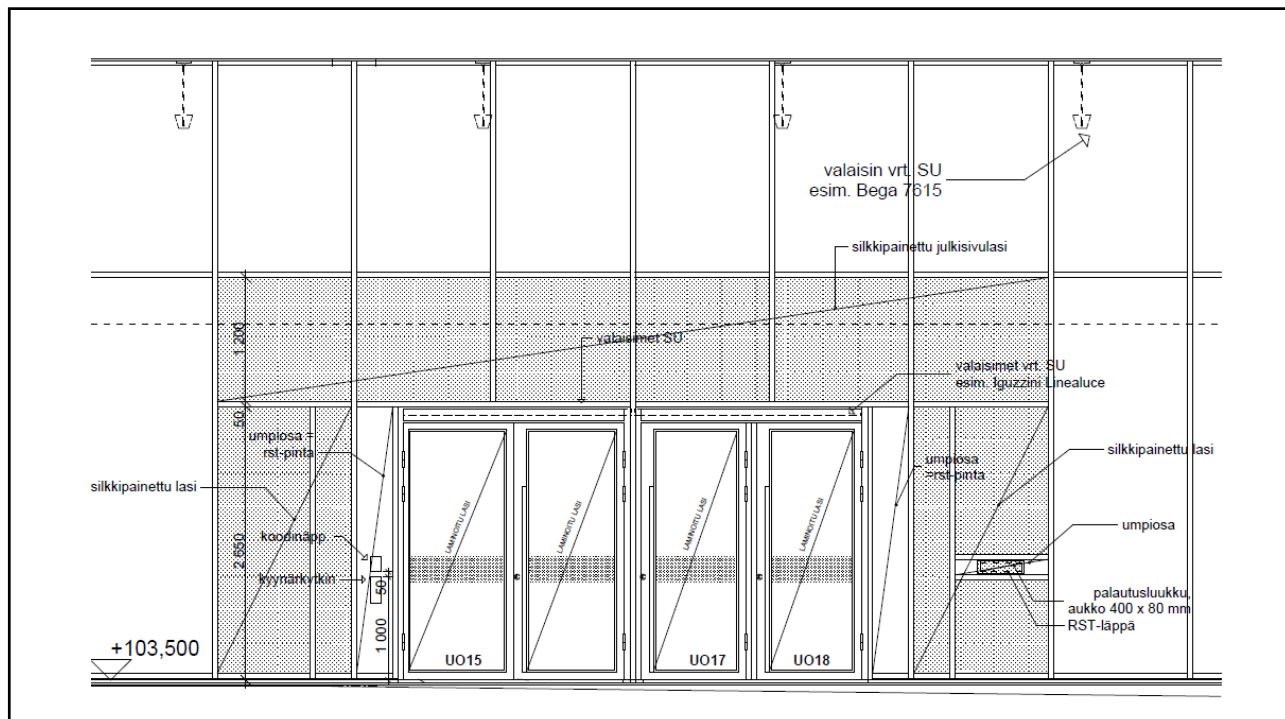 valaisin vrt. SU
esim. Bega 7615
silkkipainettu julkisivulasi
1 200
valaisimet SU
valaisimet vrt. SU
esim. Iguzzini Linealuce
50
umpiosa =
rst-pinta
umpiosa
=rst-pinta
silkkipainettu lasi
silkkipainettu lasi
LAMINOITU LASI
LAMINOITU LASI
LAMINOITU LASI
LAMINOITU LASI
koodinäpp.
kyynärkytkin
2 650
50
1 000
umpiosa
palautusluukku,
aukko 400 x 80 mm
RST-läppä
+103,500
UO15
UO17
UO18